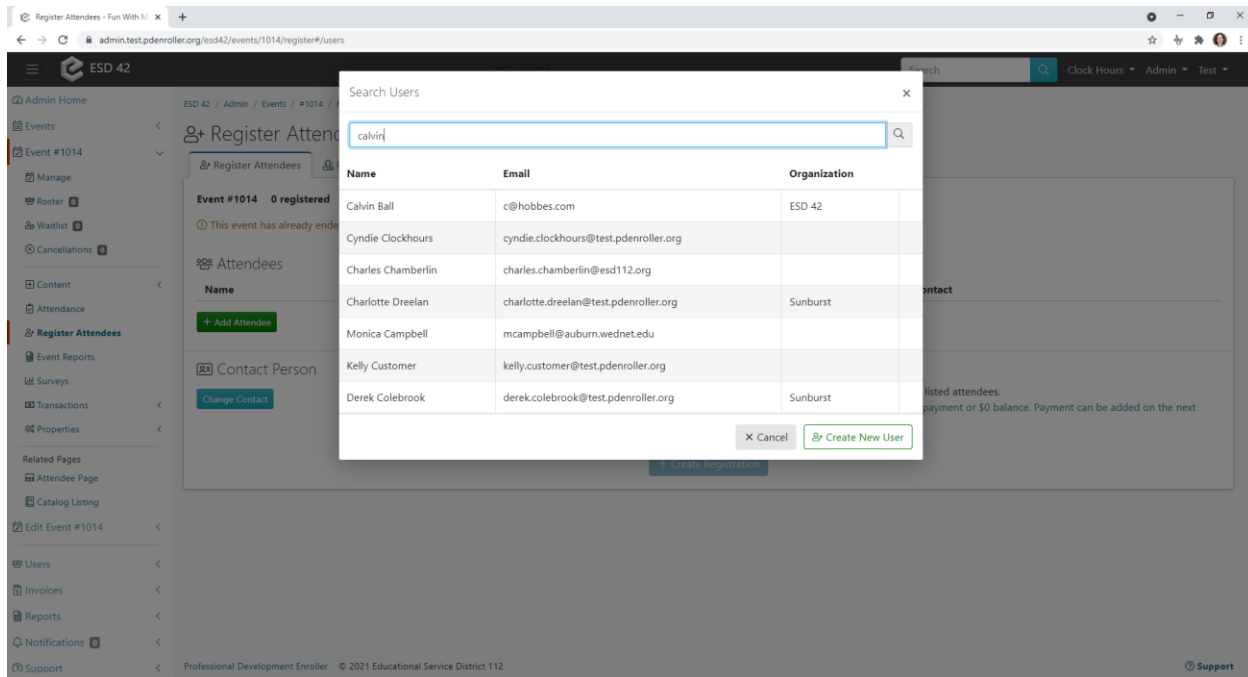 Register Attendees - Fun With M
admin.test.pdenroller.org/esd42/events/1014/register#/users
ESD 42
Search
Clock Hours
Admin
Test
Admin Home
Events
Event #1014
Manage
Roster 0
Waitlist 0
Cancellations 0
Content
Attendance
Register Attendees
Event Reports
Surveys
Transactions
Properties
Related Pages
Attendee Page
Catalog Listing
Edit Event #1014
Users
Invoices
Reports
Notifications 0
Support
ESD 42 / Admin / Events / #1014 /
Register Attend
Register Attendees
Event #1014 0 registered
This event has already ende
Attendees
Name
ontact
+ Add Attendee
Contact Person
Change Contact
listed attendees.
payment or $0 balance. Payment can be added on the next
+ Create Registration
Search Users
calvin
Name Email Organization
Calvin Ball c@hobbes.com ESD 42
Cyndie Clockhours cyndie.clockhours@test.pdenroller.org
Charles Chamberlin charles.chamberlin@esd112.org
Charlotte Dreelan charlotte.dreelan@test.pdenroller.org Sunburst
Monica Campbell mcampbell@auburn.wednet.edu
Kelly Customer kelly.customer@test.pdenroller.org
Derek Colebrook derek.colebrook@test.pdenroller.org Sunburst
Cancel
Create New User
Professional Development Enroller © 2021 Educational Service District 112
Support